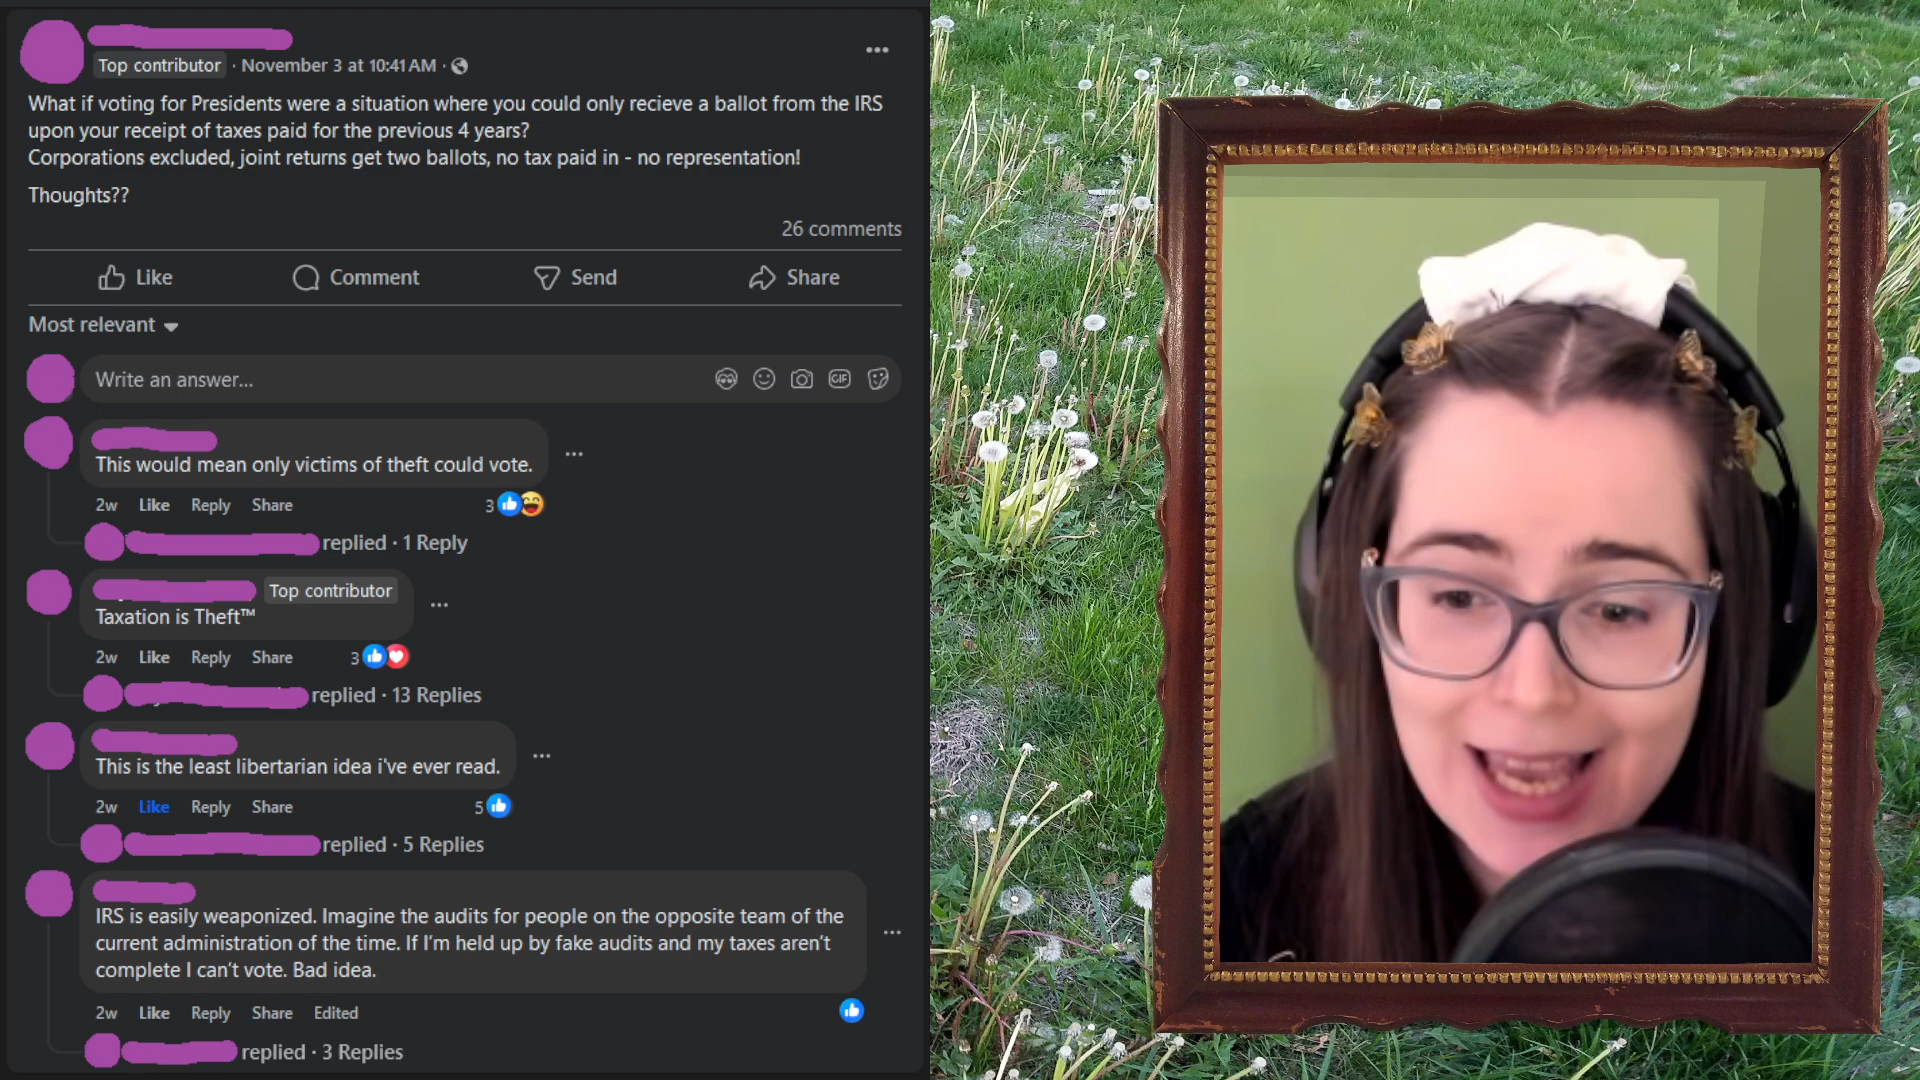 Top contributor · November 3 at 10:41 AM ·
What if voting for Presidents were a situation where you could only recieve a ballot from the IRS
upon your receipt of taxes paid for the previous 4 years?
Corporations excluded, joint returns get two ballots, no tax paid in - no representation!
Thoughts??
26 comments
Like Comment Send Share
Most relevant
Write an answer...
GIF
This would mean only victims of theft could vote.
2w Like Reply Share 3
replied · 1 Reply
Top contributor
Taxation is Theft™
2w Like Reply Share 3
replied · 13 Replies
This is the least libertarian idea i've ever read.
2w Like Reply Share 5
replied · 5 Replies
IRS is easily weaponized. Imagine the audits for people on the opposite team of the
current administration of the time. If I'm held up by fake audits and my taxes aren't
complete I can't vote. Bad idea.
2w Like Reply Share Edited
replied · 3 Replies